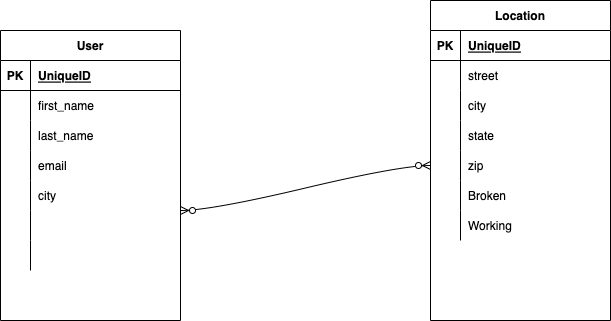 User
PK UniqueID
first_name
last_name
email
city
Location
PK UniqueID
street
city
state
zip
Broken
Working